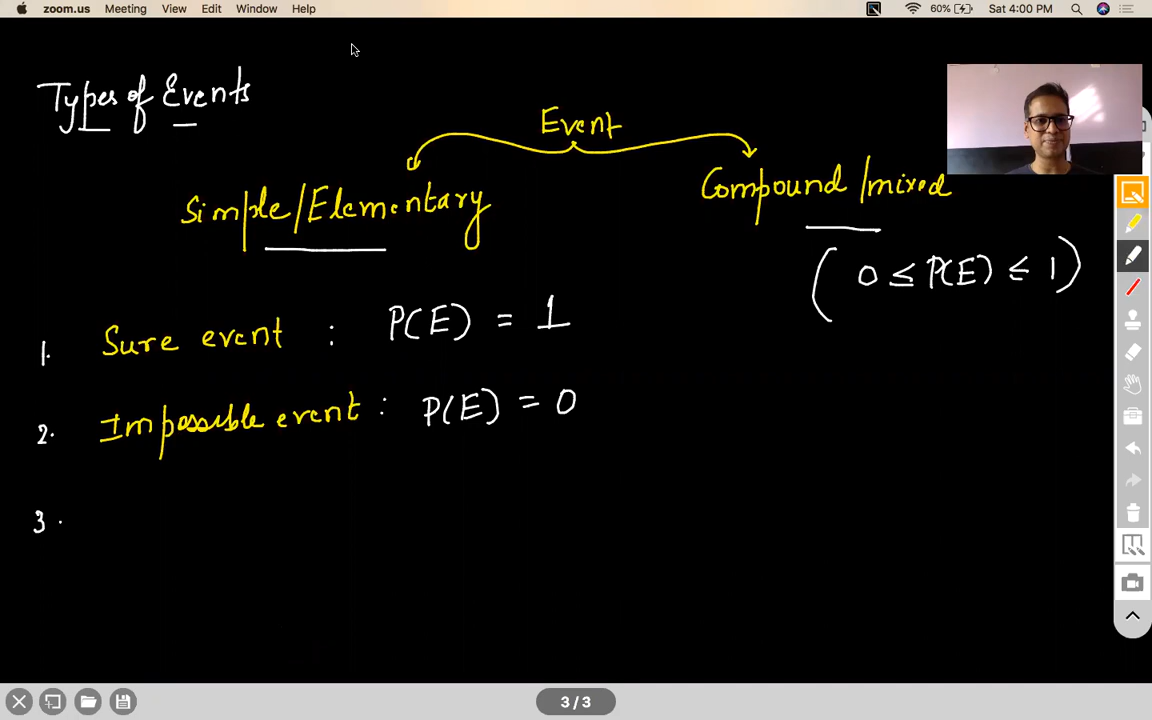 zoom.us Meeting View Edit Window Help 60% Sat 4:00 PM
Types of Events
Event
Simple/Elementary
Compound/mixed
(0 ≤ P(E) ≤ 1)
1. Sure event : P(E) = 1
2. Impossible event : P(E) = 0
3.
3/3